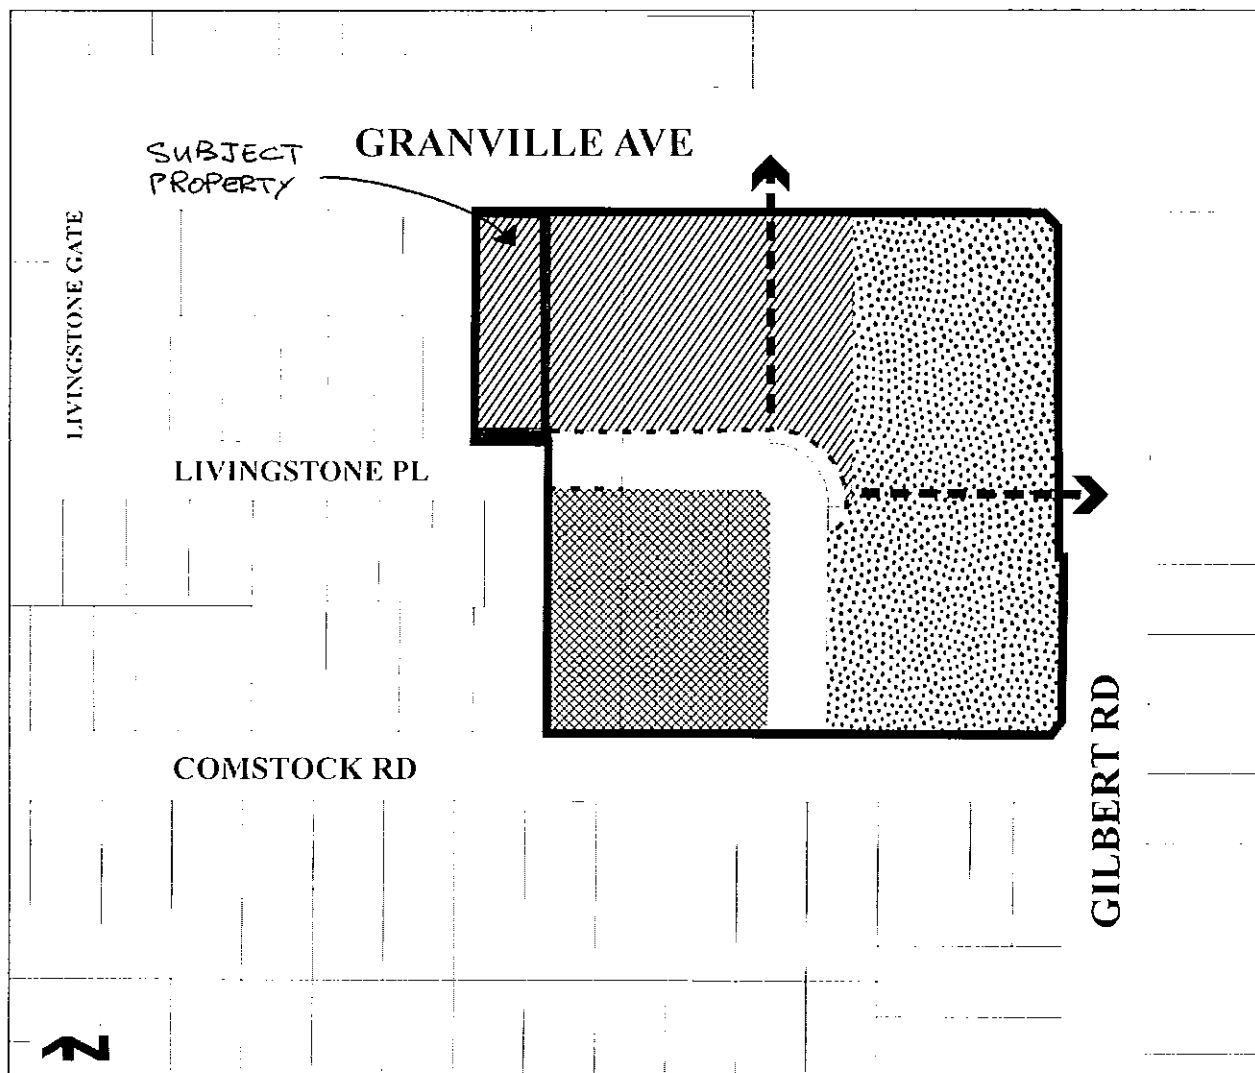 GRANVILLE AVE
SUBJECT
PROPERTY
LIVINGSTONE GATE
LIVINGSTONE PL
COMSTOCK RD
GILBERT RD
N